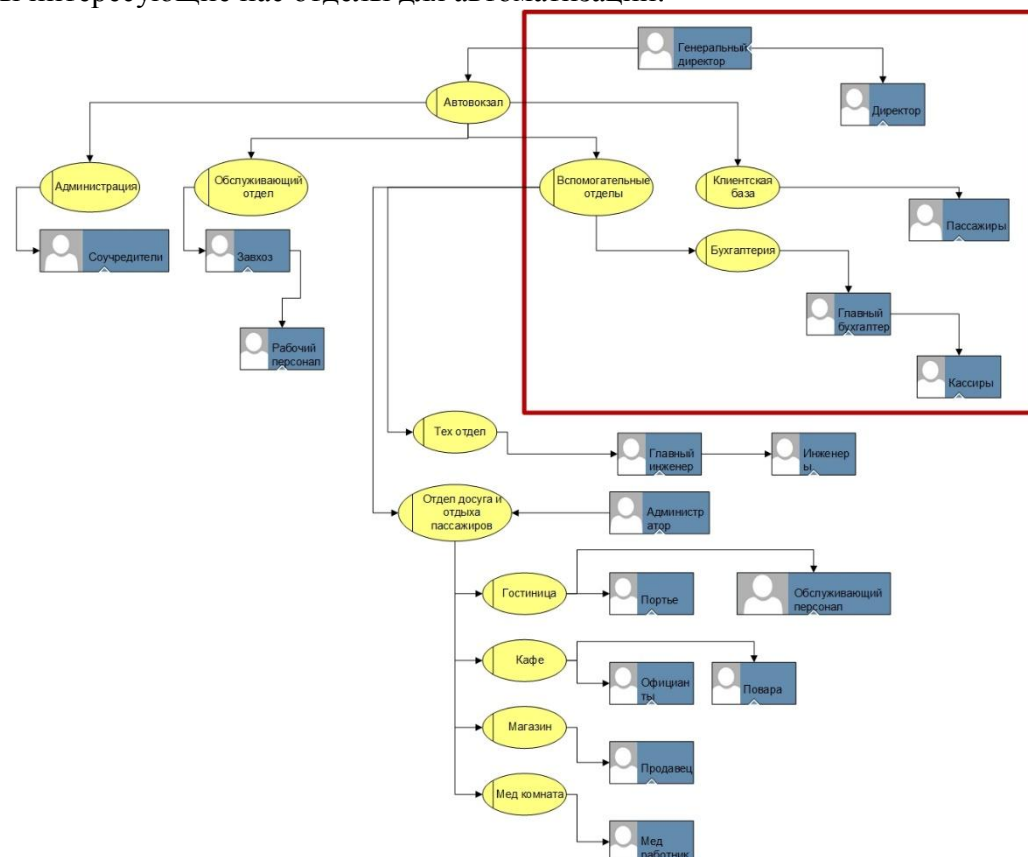 интересующие нас отделы для автоматизации.
Генеральный
директор
Автовокзал
Директор
Администрация
Обслуживающий
отдел
Вспомогательные
отделы
Клиентская
база
Пассажиры
Соучредители
Завхоз
Бухгалтерия
Главный
бухгалтер
Рабочий
персонал
Кассиры
Тех отдел
Главный
инженер
Инженер
ы
Отдел досуга и
отдыха
пассажиров
Администр
атор
Гостиница
Портье
Обслуживающий
персонал
Кафе
Официан
ты
Повара
Магазин
Продавец
Мед комната
Мед
работник